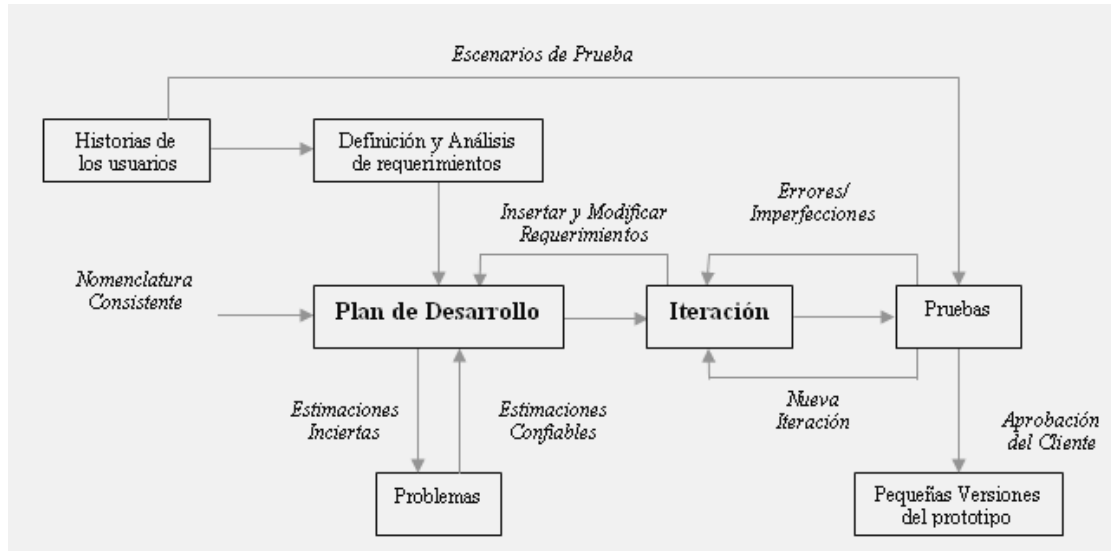 Escenarios de Prueba
Historias de
los usuarios
Definición y Análisis
de requerimientos
Errores/
Imperfecciones
Insertar y Modificar
Requerimientos
Nomenclatura
Consistente
Plan de Desarrollo
Iteración
Pruebas
Estimaciones
Inciertas
Estimaciones
Confiables
Nueva
Iteración
Aprobación
del Cliente
Problemas
Pequeñas Versiones
del prototipo